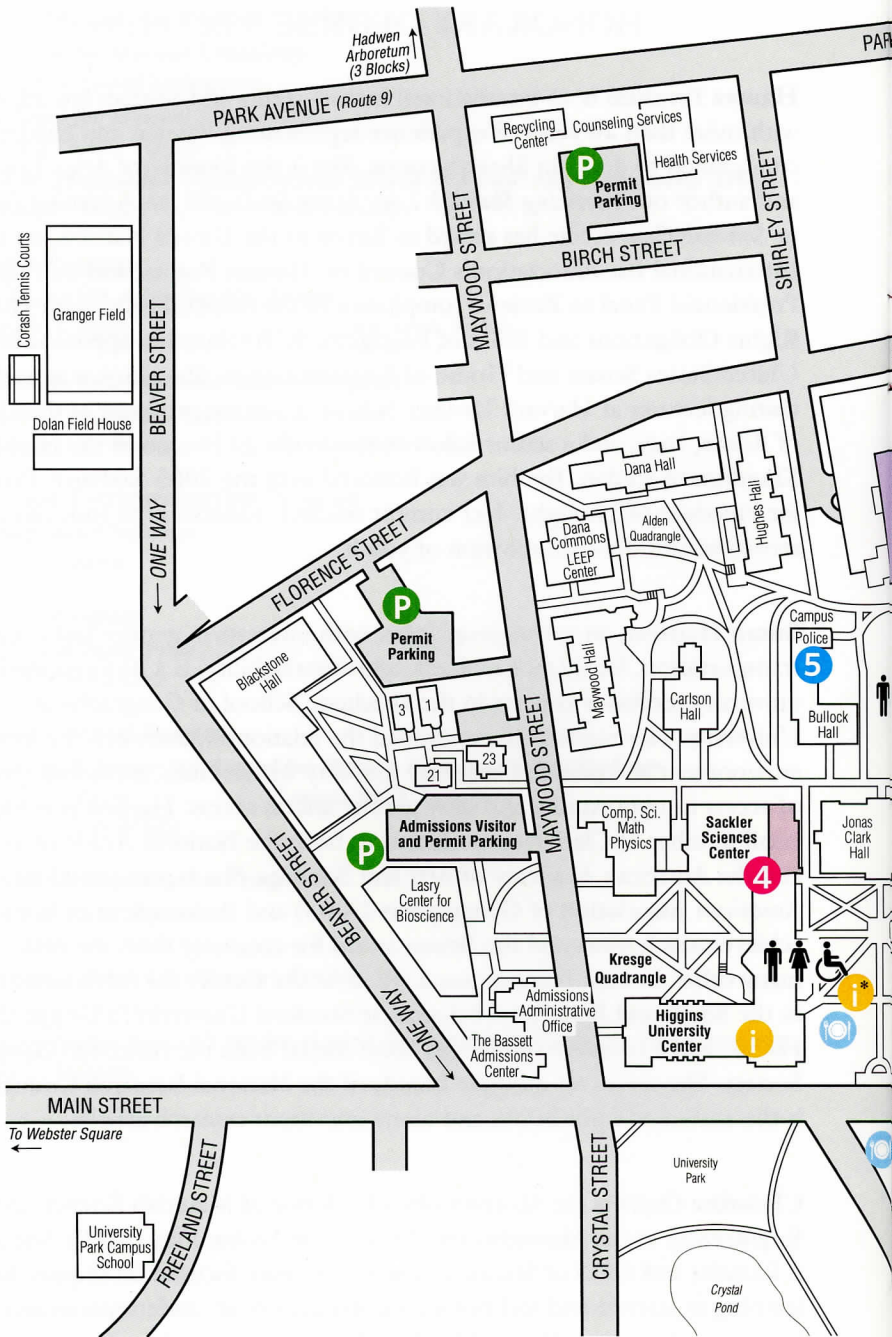 Hadwen
Arboretum
(3 Blocks)
PAR
PARK AVENUE (Route 9)
Recycling
Center
Counseling Services
Health Services
P
Permit
Parking
BIRCH STREET
MAYWOOD STREET
SHIRLEY STREET
Corash Tennis Courts
Granger Field
Dolan Field House
BEAVER STREET
ONE WAY
FLORENCE STREET
Dana Hall
Dana
Commons
LEEP
Center
Alden
Quadrangle
Hughes Hall
P
Permit
Parking
Blackstone
Hall
3
1
21
23
Maywood Hall
Carlson
Hall
Campus
Police
5
Bullock
Hall
MAYWOOD STREET
P
Admissions Visitor
and Permit Parking
Comp. Sci.
Math
Physics
Sackler
Sciences
Center
4
Jonas
Clark
Hall
BEAVER STREET
ONE WAY
Lasry
Center for
Bioscience
Kresge
Quadrangle
i*
Admissions
Administrative
Office
The Bassett
Admissions
Center
Higgins
University
Center
i
MAIN STREET
To Webster Square
FREELAND STREET
University
Park Campus
School
CRYSTAL STREET
University
Park
Crystal
Pond